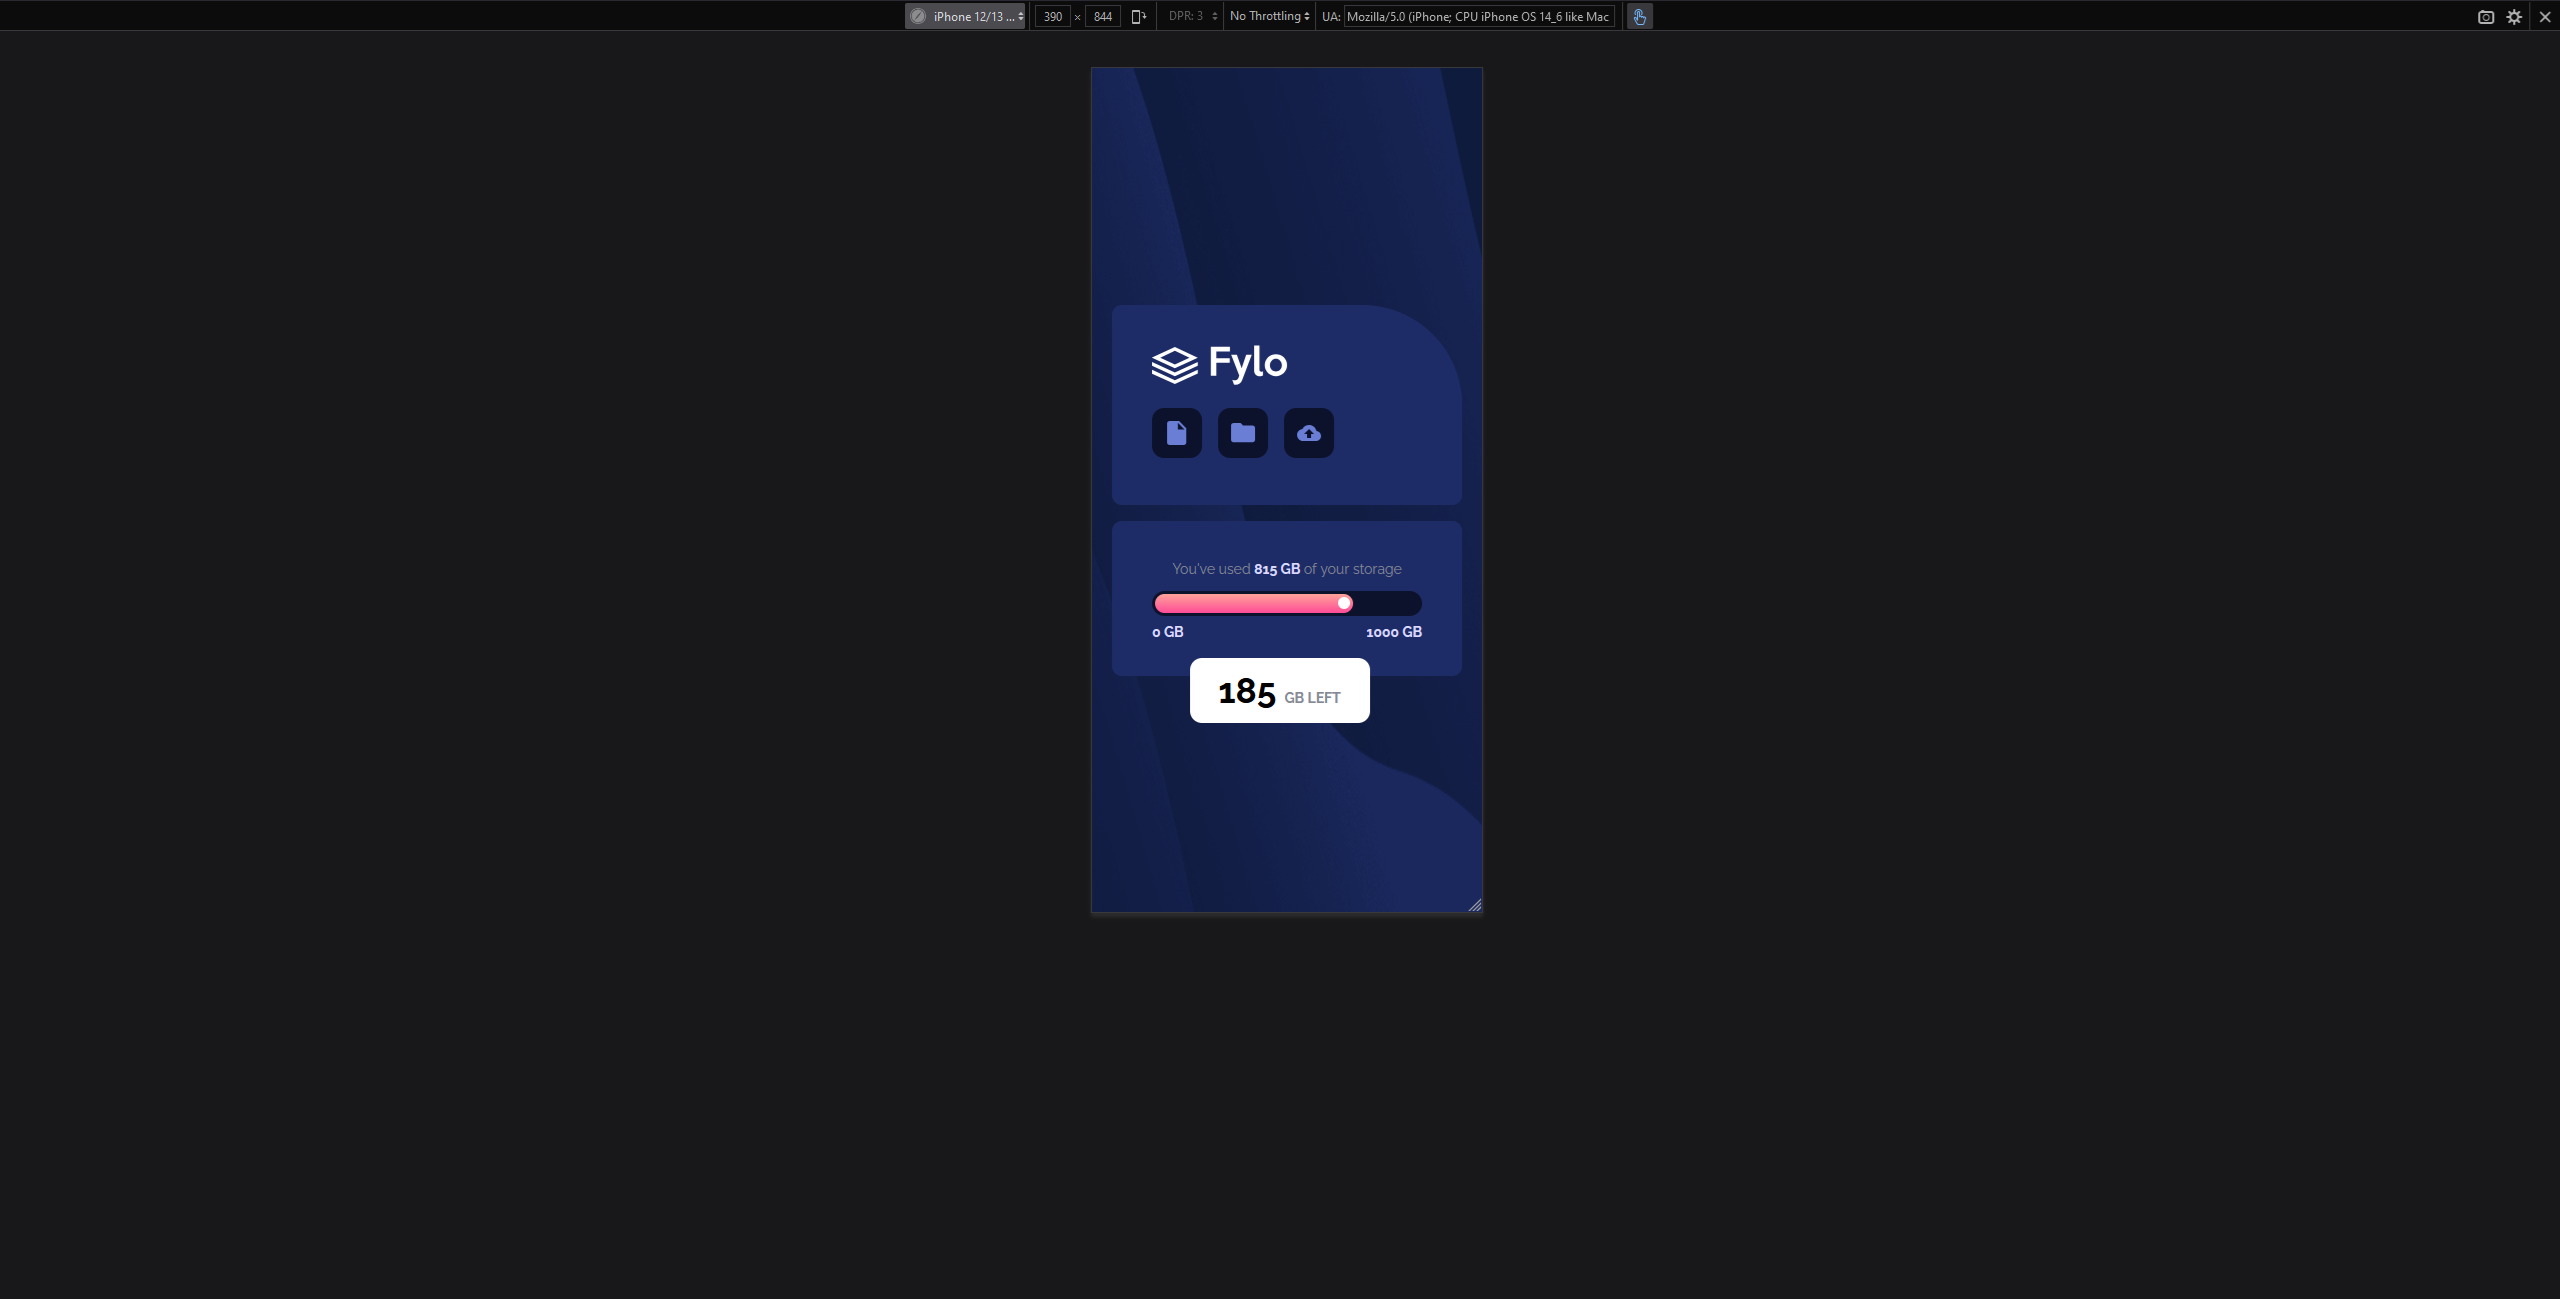 iPhone 12/13 ... 390 × 844 DPR: 3 No Throttling UA: Mozilla/5.0 (iPhone; CPU iPhone OS 14_6 like Mac
Fylo
You've used 815 GB of your storage
0 GB 1000 GB
185 GB LEFT